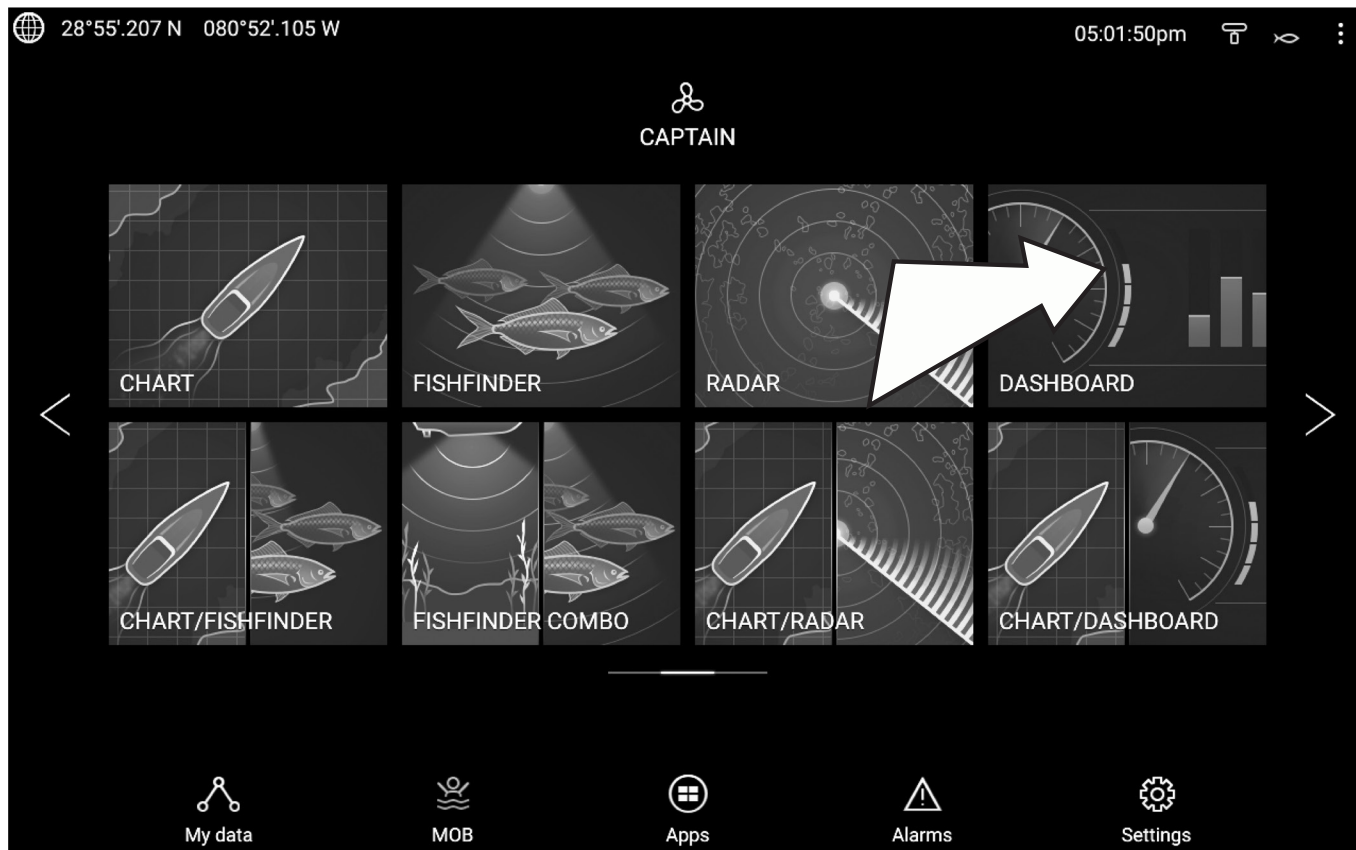 28°55'.207 N 080°52'.105 W
05:01:50pm
CAPTAIN
CHART
FISHFINDER
RADAR
DASHBOARD
CHART/FISHFINDER
FISHFINDER COMBO
CHART/RADAR
CHART/DASHBOARD
My data
MOB
Apps
Alarms
Settings